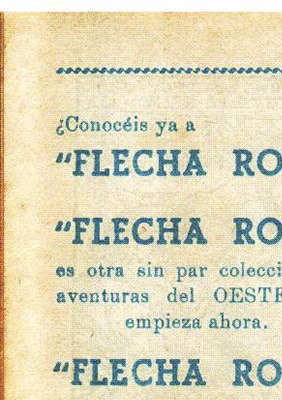 ¿Conocéis ya a
“FLECHA RO
“FLECHA RO
es otra sin par colecci
aventuras del OESTE
empieza ahora.
“FLECHA RO